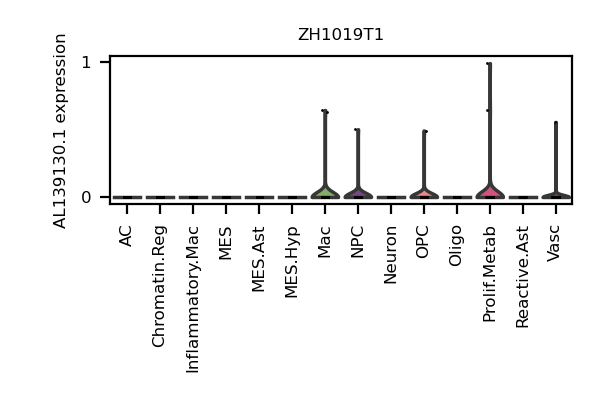 ZH1019T1
AL139130.1 expression
1
0
AC
Chromatin.Reg
Inflammatory.Mac
MES
MES.Ast
MES.Hyp
Mac
NPC
Neuron
OPC
Oligo
Prolif.Metab
Reactive.Ast
Vasc